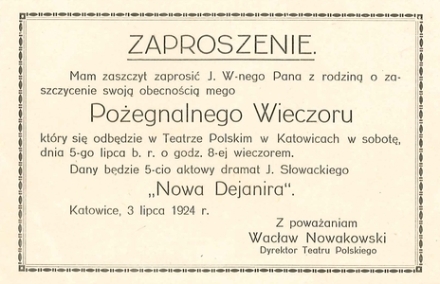 ZAPROSZENIE.
Mam zaszczyt zaprosić J. W-nego Pana z rodziną o za-
szczycenie swoją obecnością mego
Pożegnalnego Wieczoru
który się odbędzie w Teatrze Polskim w Katowicach w sobotę,
dnia 5-go lipca b. r. o godz. 8-ej wieczorem.
Dany będzie 5-cio aktowy dramat J. Słowackiego
„Nowa Dejanira".
Katowice, 3 lipca 1924 r.
Z poważaniam
Wacław Nowakowski
Dyrektor Teatru Polskiego